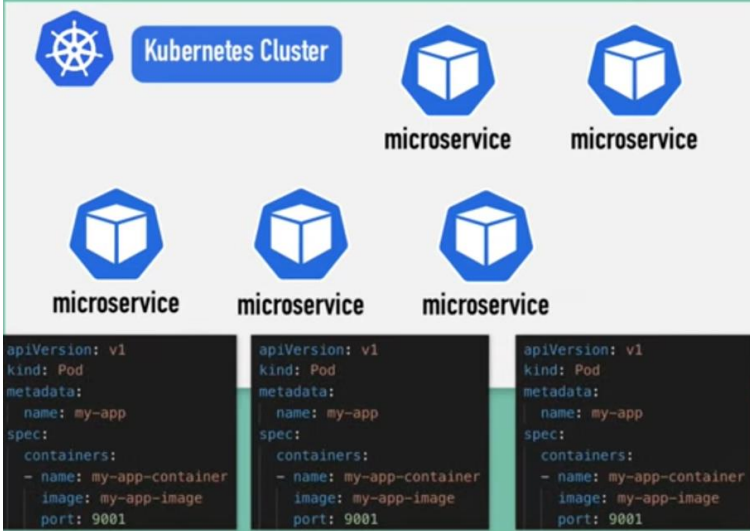 Kubernetes Cluster
microservice
microservice
microservice
microservice
microservice
apiVersion: v1
kind: Pod
metadata:
name: my-app
spec:
containers:
- name: my-app-container
image: my-app-image
port: 9001
apiVersion: v1
kind: Pod
metadata:
name: my-app
spec:
containers:
- name: my-app-container
image: my-app-image
port: 9001
apiVersion: v1
kind: Pod
metadata:
name: my-app
spec:
containers:
- name: my-app-container
image: my-app-image
port: 9001